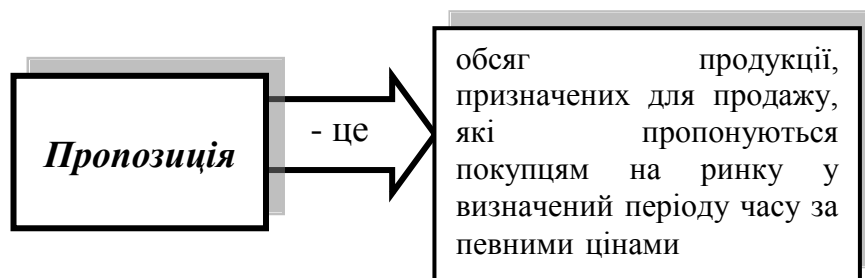 Пропозиція
- це
обсяг продукції,
призначених для продажу,
які пропонуються
покупцям на ринку у
визначений періоду часу за
певними цінами